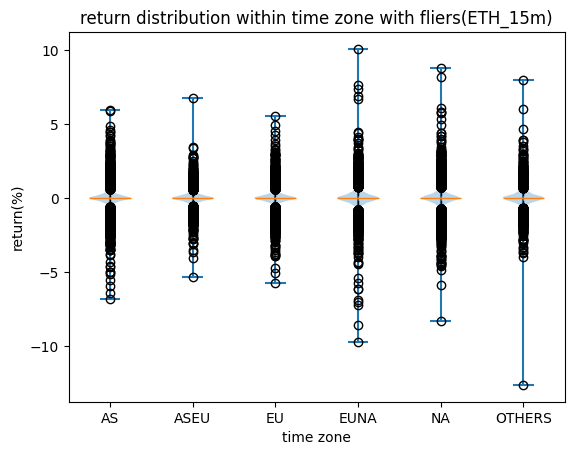 return distribution within time zone with fliers(ETH_15m)
10
5
0
−5
−10
return(%)
AS ASEU EU EUNA NA OTHERS
time zone